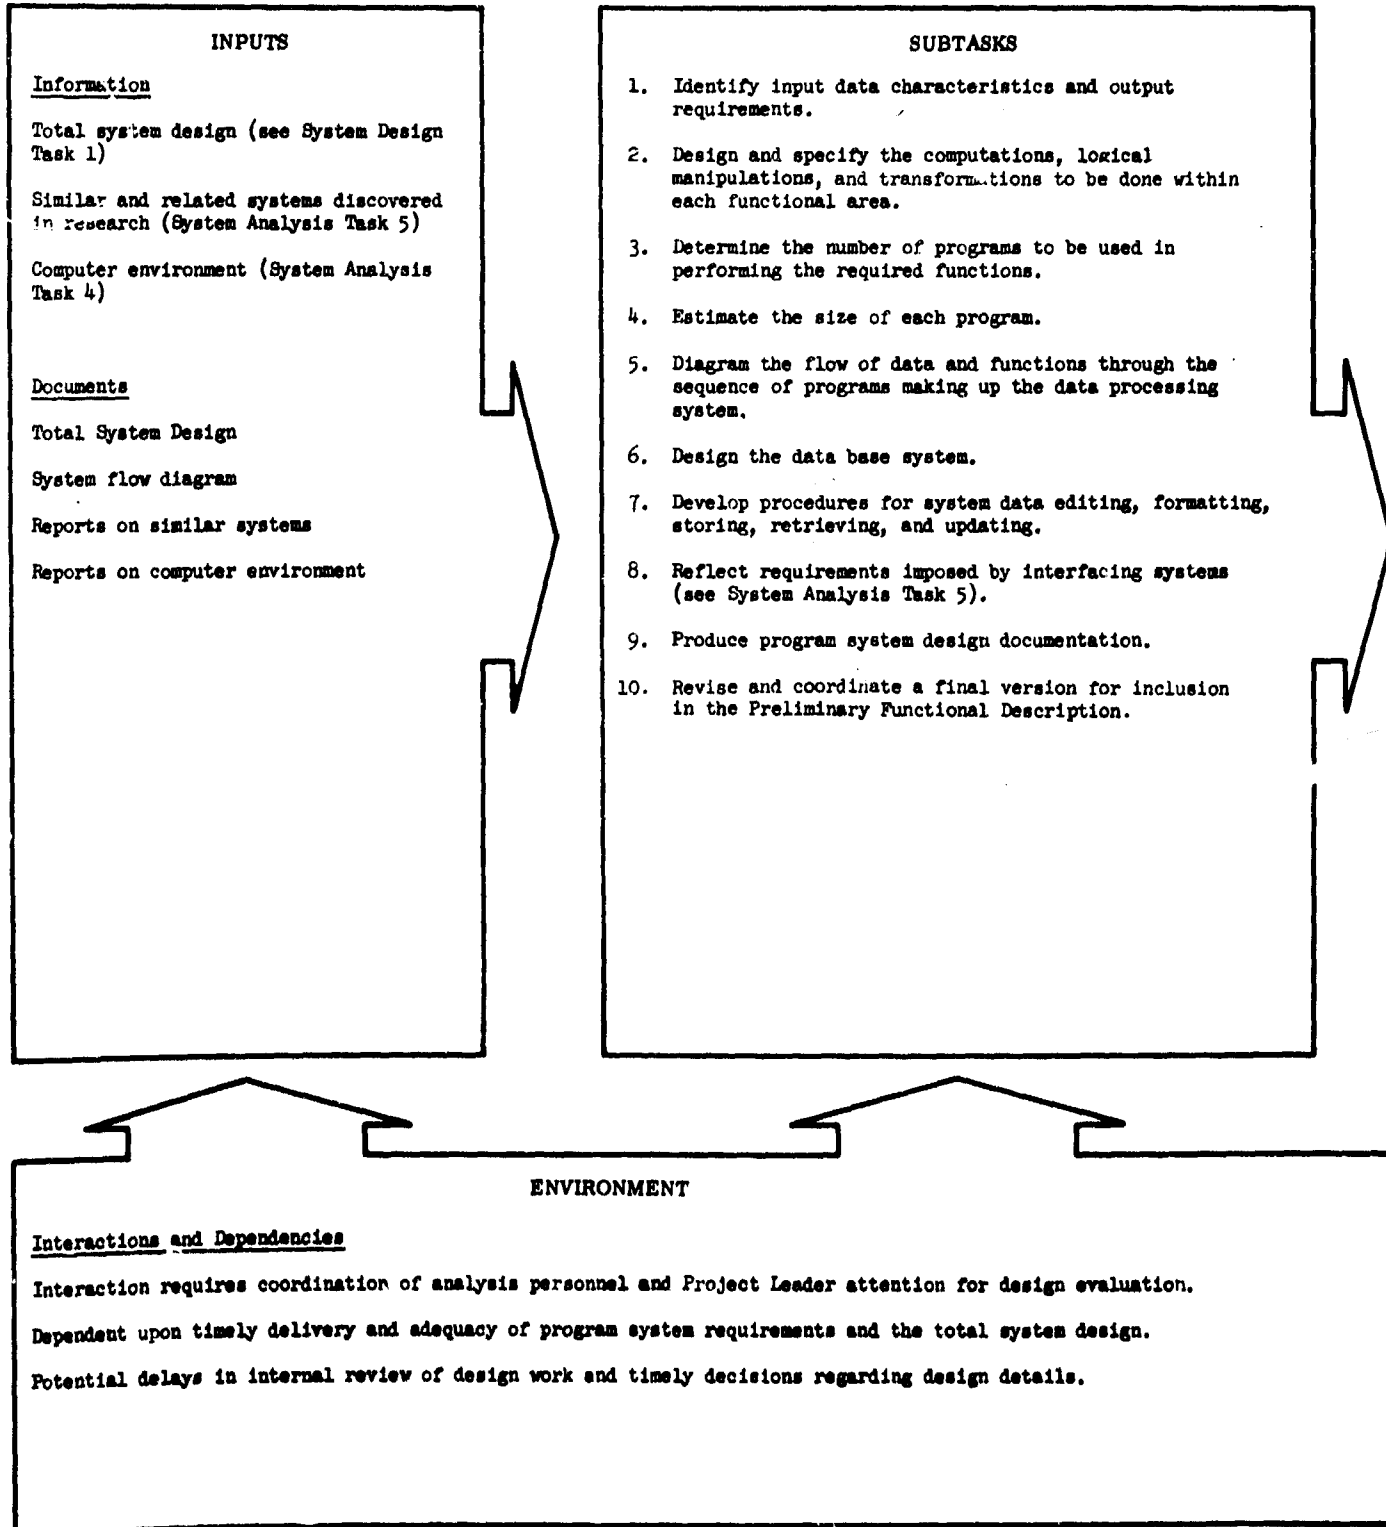 INPUTS
Information
Total system design (see System Design
Task 1)
Similar and related systems discovered
in research (System Analysis Task 5)
Computer environment (System Analysis
Task 4)
Documents
Total System Design
System flow diagram
Reports on similar systems
Reports on computer environment
SUBTASKS
1. Identify input data characteristics and output
requirements.
2. Design and specify the computations, logical
manipulations, and transformations to be done within
each functional area.
3. Determine the number of programs to be used in
performing the required functions.
4. Estimate the size of each program.
5. Diagram the flow of data and functions through the
sequence of programs making up the data processing
system.
6. Design the data base system.
7. Develop procedures for system data editing, formatting,
storing, retrieving, and updating.
8. Reflect requirements imposed by interfacing systems
(see System Analysis Task 5).
9. Produce program system design documentation.
10. Revise and coordinate a final version for inclusion
in the Preliminary Functional Description.
ENVIRONMENT
Interactions and Dependencies
Interaction requires coordination of analysis personnel and Project Leader attention for design evaluation.
Dependent upon timely delivery and adequacy of program system requirements and the total system design.
Potential delays in internal review of design work and timely decisions regarding design details.